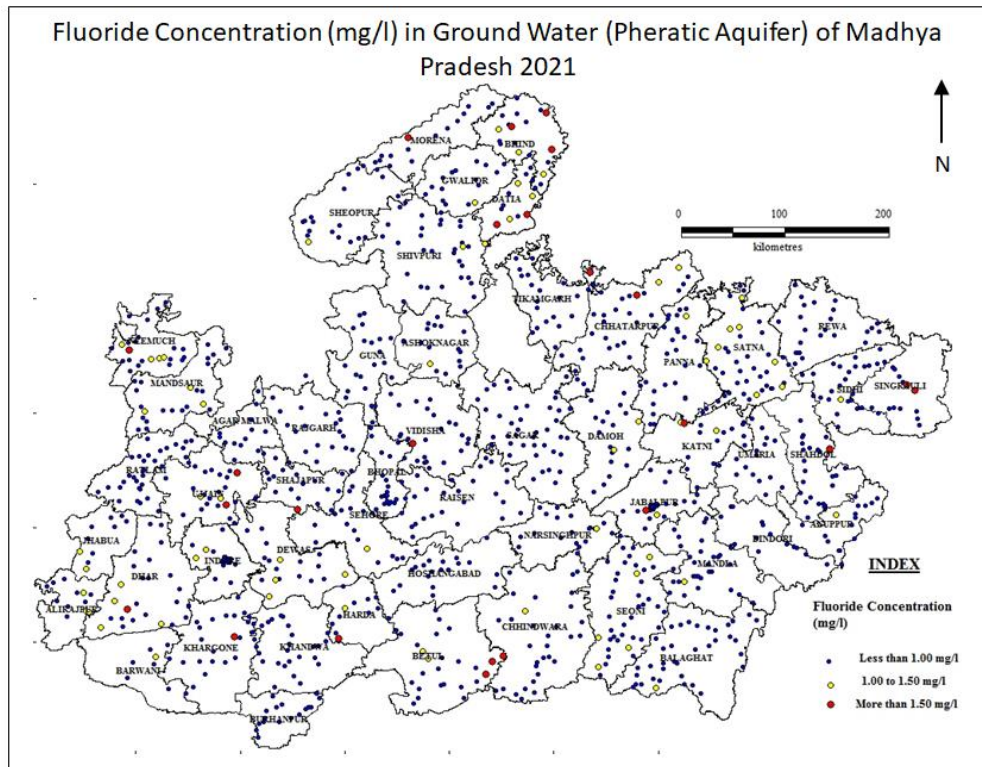 Fluoride Concentration (mg/l) in Ground Water (Pheratic Aquifer) of Madhya
Pradesh 2021
N
MORENA
BHIND
GWALIOR
DATIA
SHEOPUR
SHIVPURI
0 100 200
kilometres
TIKAMGARH
CHHATARPUR
REWA
NEEMUCH
ASHOKNAGAR
SATNA
GUNA
PANNA
MANDSAUR
SIDHI
SINGRAULI
AGAR MALWA
RAJGARH
VIDISHA
SAGAR
DAMOH
KATNI
UMARIA
SHAHDOL
RATLAM
BHOPAL
SHAJAPUR
UJJAIN
RAISEN
JABALPUR
SEHORE
ANUPPUR
NARSINGHPUR
DINDORI
JHABUA
DEWAS
INDORE
MANDLA
INDEX
DHAR
HOSHANGABAD
ALIRAJPUR
HARDA
SEONI
Fluoride Concentration
(mg/l)
CHHINDWARA
KHARGONE
KHANDWA
BETUL
BALAGHAT
Less than 1.00 mg/l
BARWANI
1.00 to 1.50 mg/l
More than 1.50 mg/l
BURHANPUR